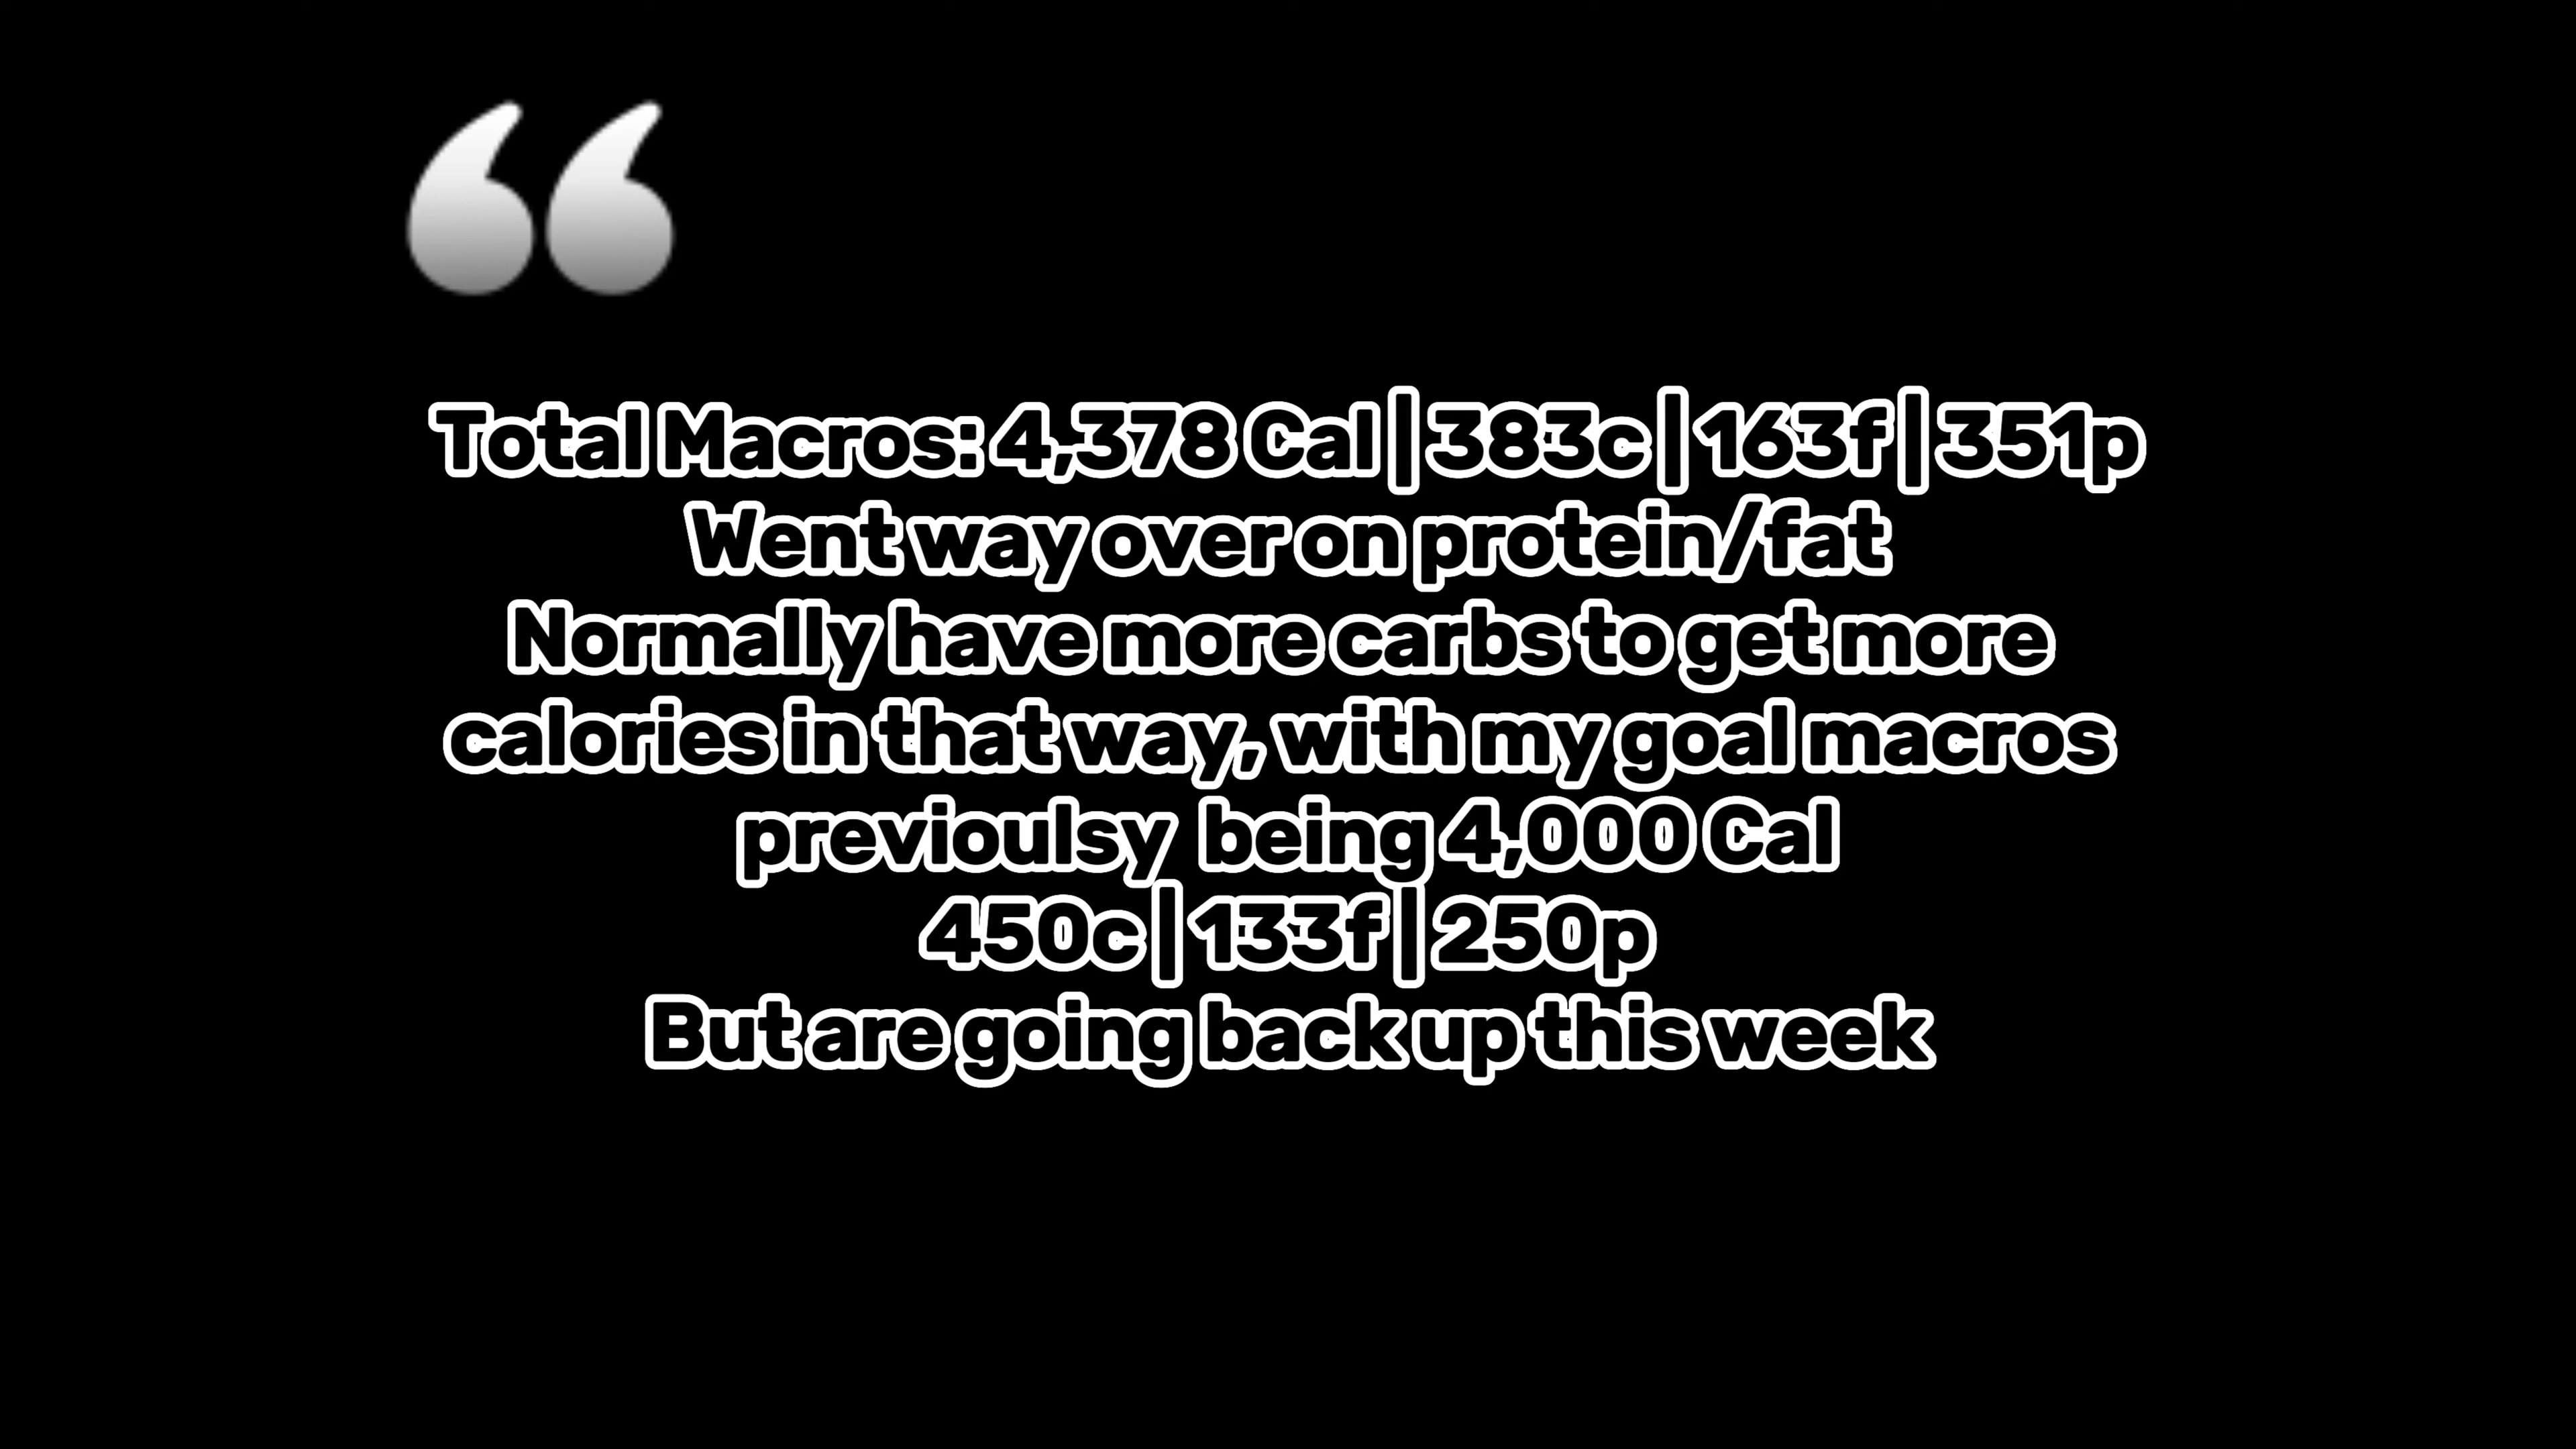 ❝
Total Macros: 4,378 Cal|383c|163f|351p
Went way over on protein/fat
Normally have more carbs to get more
calories in that way, with my goal macros
previoulsy  being 4,000 Cal
450c|133f|250p
But are going back up this week